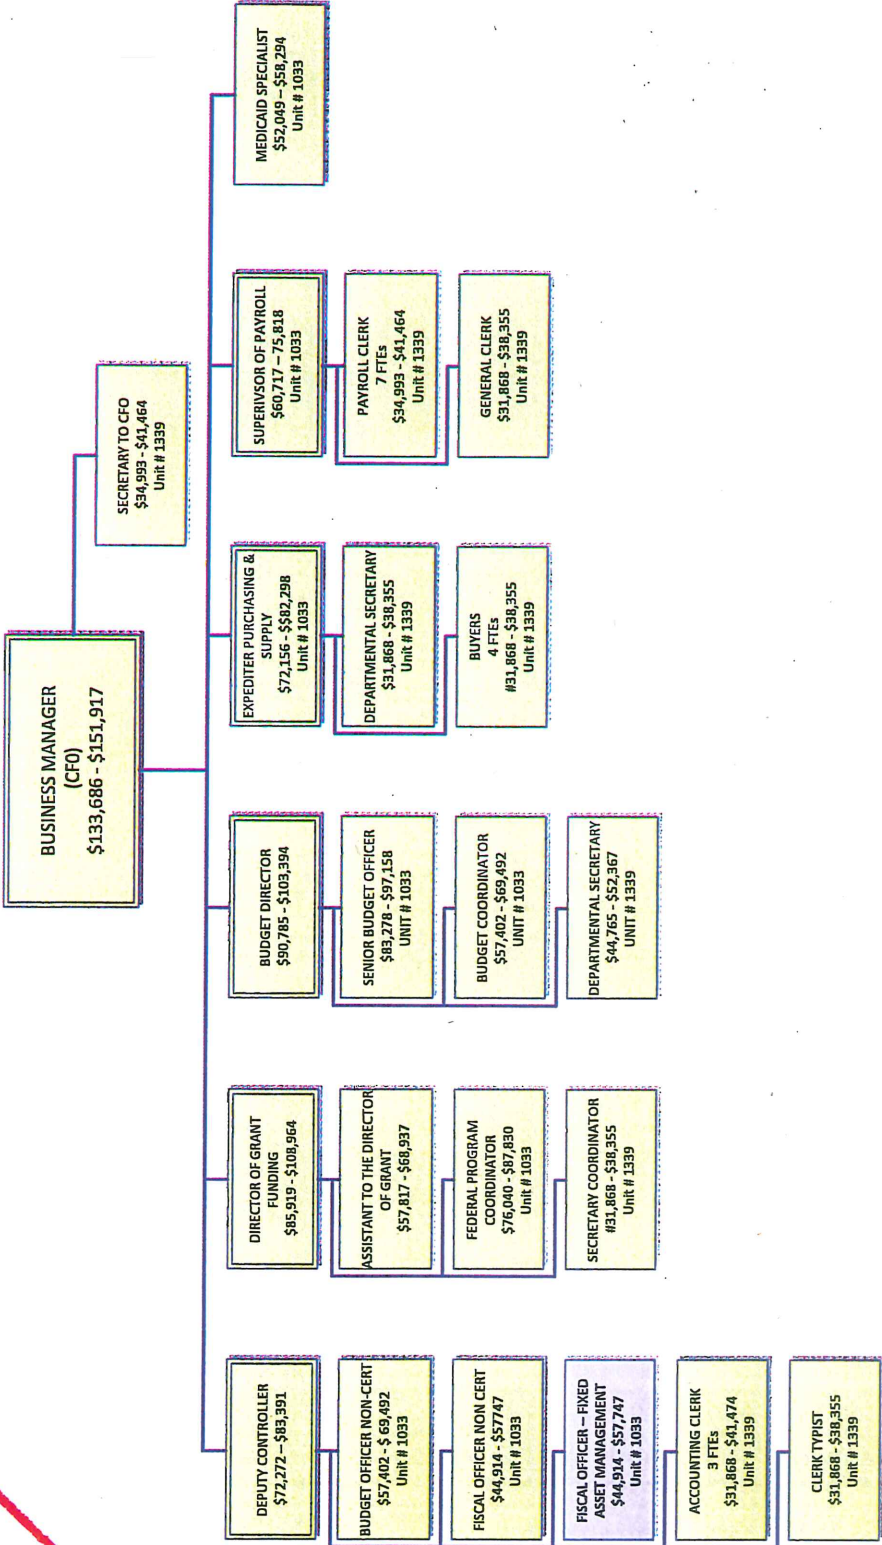 BUSINESS MANAGER
(CFO)
$133,686 - $151,917
SECRETARY TO CFO
$34,993 - $41,464
Unit # 1339
DEPUTY CONTROLLER
$72,272 – $83,391
BUDGET OFFICER NON-CERT
$57,402 - $ 69,492
Unit # 1033
FISCAL OFFICER NON CERT
$44,914 - $57747
Unit # 1033
FISCAL OFFICER – FIXED
ASSET MANAGEMENT
$44,914 - $57,747
Unit # 1033
ACCOUNTING CLERK
3 FTEs
$31,868 - $41,474
Unit # 1339
CLERK TYPIST
$31,868 - $38,355
Unit # 1339
DIRECTOR OF GRANT
FUNDING
$85,919 - $108,964
ASSISTANT TO THE DIRECTOR
OF GRANT
$57,817 - $68,937
FEDERAL PROGRAM
COORDINATOR
$76,040 - $87,830
Unit # 1033
SECRETARY COORDINATOR
#31,868 - $38,355
Unit # 1339
BUDGET DIRECTOR
$90,785 - $103,394
SENIOR BUDGET OFFICER
$83,278 - $97,158
UNIT # 1033
BUDGET COORDINATOR
$57,402 - $69,492
UNIT # 1033
DEPARTMENTAL SECRETARY
$44,765 - $52,367
UNIT # 1339
EXPEDITER PURCHASING &
SUPPLY
$72,156 - $$82,298
Unit # 1033
DEPARTMENTAL SECRETARY
$31,868 - $38,355
Unit # 1339
BUYERS
4 FTEs
#31,868 - $38,355
Unit # 1339
SUPERIVSOR OF PAYROLL
$60,717 – 75,818
Unit # 1033
PAYROLL CLERK
7 FTEs
$34,993 - $41,464
Unit # 1339
GENERAL CLERK
$31,868 - $38,355
Unit # 1339
MEDICAID SPECIALIST
$52,049 – $58,294
Unit # 1033